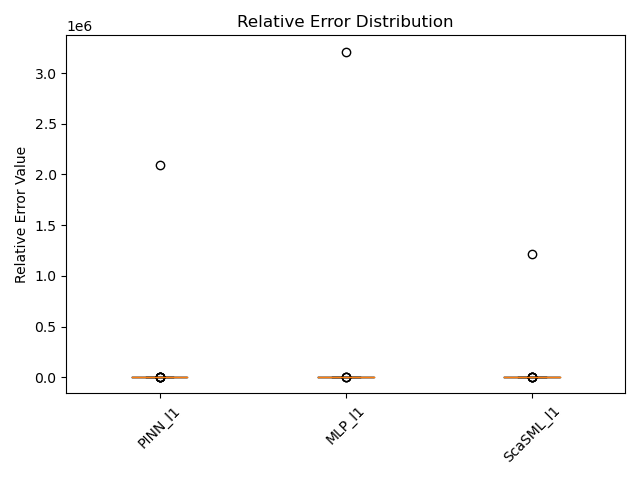 Relative Error Distribution
1e6
Relative Error Value
3.0
2.5
2.0
1.5
1.0
0.5
0.0
PINN_l1
MLP_l1
ScaSML_l1